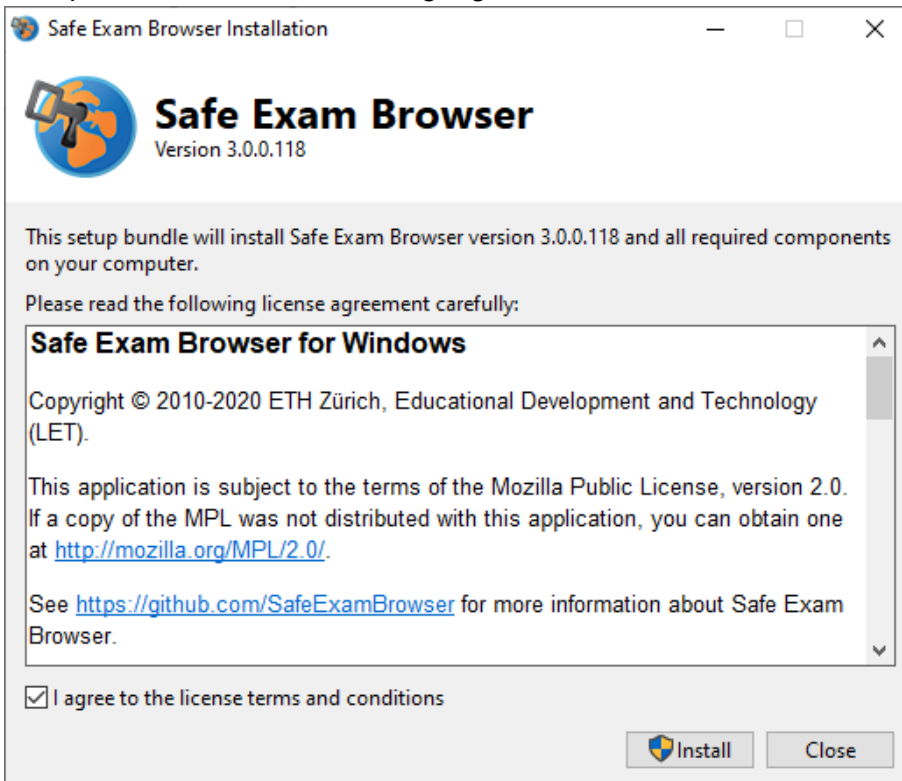 Safe Exam Browser Installation
Safe Exam Browser
Version 3.0.0.118
This setup bundle will install Safe Exam Browser version 3.0.0.118 and all required components
on your computer.
Please read the following license agreement carefully:
Safe Exam Browser for Windows
Copyright © 2010-2020 ETH Zürich, Educational Development and Technology
(LET).
This application is subject to the terms of the Mozilla Public License, version 2.0.
If a copy of the MPL was not distributed with this application, you can obtain one
at http://mozilla.org/MPL/2.0/.
See https://github.com/SafeExamBrowser for more information about Safe Exam
Browser.
I agree to the license terms and conditions
Install Close